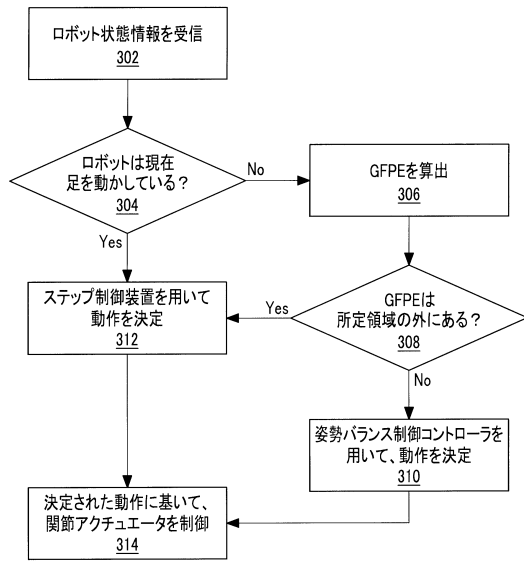 ロボット状態情報を受信
302
ロボットは現在
足を動かしている？
304
No
Yes
GFPEを算出
306
GFPEは
所定領域の外にある？
308
Yes
No
ステップ制御装置を用いて
動作を決定
312
姿勢バランス制御コントローラを
用いて、動作を決定
310
決定された動作に基いて、
関節アクチュエータを制御
314